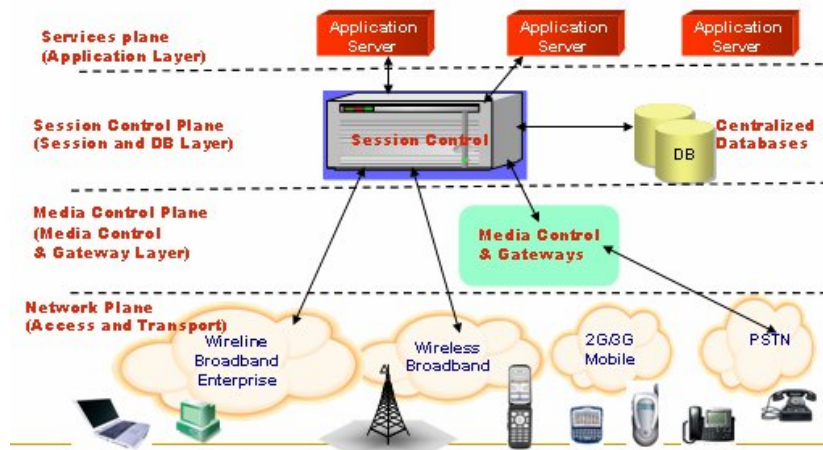 Services plane
(Application Layer)
Application
Server
Application
Server
Application
Server
Session Control Plane
(Session and DB Layer)
Session Control
DB
Centralized
Databases
Media Control Plane
(Media Control
& Gateway Layer)
Media Control
& Gateways
Network Plane
(Access and Transport)
Wireline
Broadband
Enterprise
Wireless
Broadband
2G/3G
Mobile
PSTN